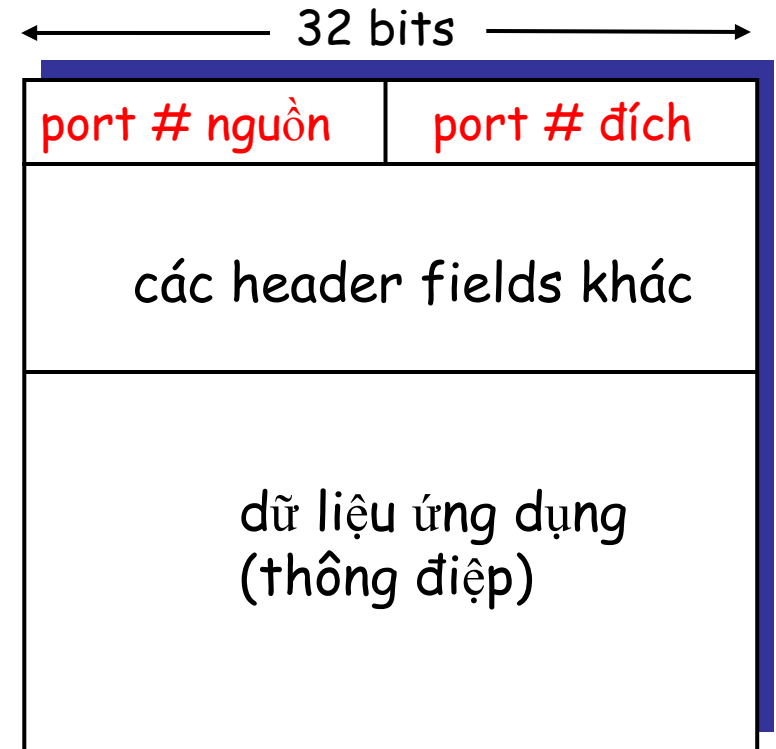 32 bits
port # nguồn
port # đích
các header fields khác
dữ liệu ứng dụng
(thông điệp)